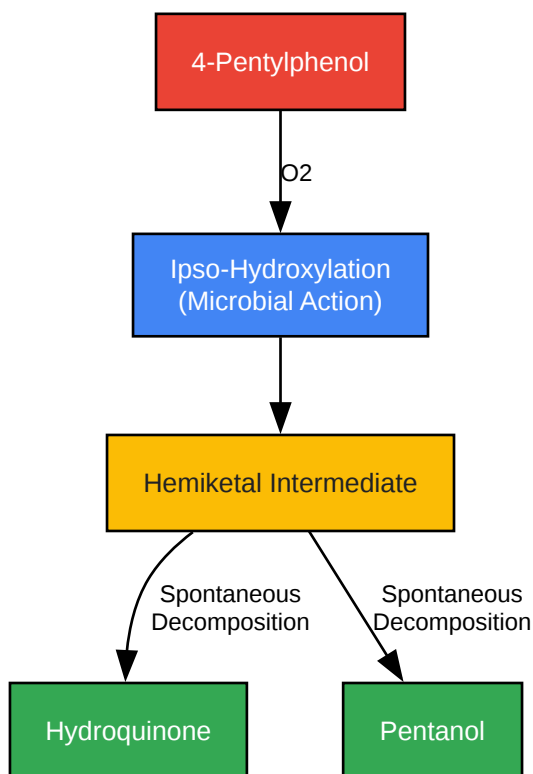 4-Pentylphenol
O2
Ipso-Hydroxylation
(Microbial Action)
Hemiketal Intermediate
Spontaneous
Decomposition
Spontaneous
Decomposition
Hydroquinone
Pentanol